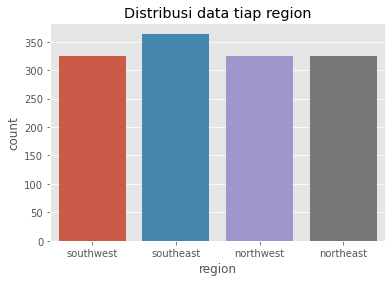 Distribusi data tiap region
count
350
300
250
200
150
100
50
0
southwest southeast northwest northeast
region